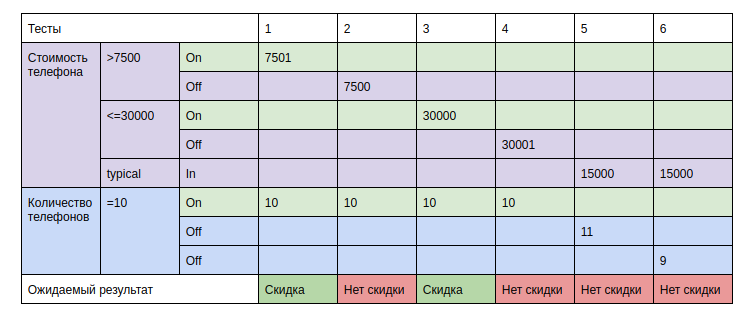 Тесты 1 2 3 4 5 6
Стоимость телефона >7500 On 7501
Off 7500
<=30000 On 30000
Off 30001
typical In 15000 15000
Количество телефонов =10 On 10 10 10 10
Off 11
Off 9
Ожидаемый результат Скидка Нет скидки Скидка Нет скидки Нет скидки Нет скидки